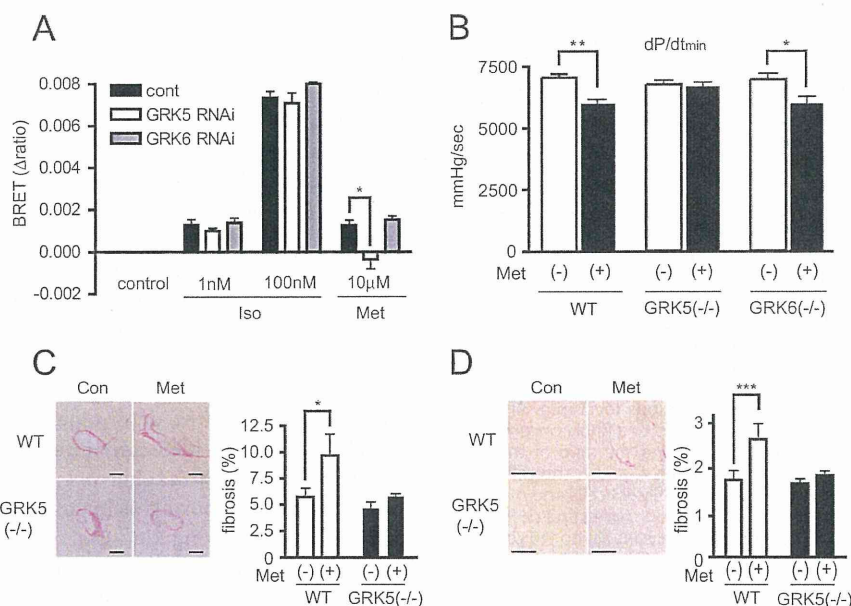 A
0.008
0.006
0.004
0.002
0.000
-0.002
BRET (Δratio)
cont
GRK5 RNAi
GRK6 RNAi
*
control
1nM
100nM
10μM
Iso
Met
B
dP/dtmin
7500
5000
2500
0
mmHg/sec
**
*
Met
(-)
(+)
(-)
(+)
(-)
(+)
WT
GRK5(-/-)
GRK6(-/-)
C
Con
Met
WT
GRK5
(-/-)
12.5
10.0
7.5
5.0
2.5
0.0
fibrosis (%)
*
Met
(-)
(+)
(-)
(+)
WT
GRK5(-/-)
D
Con
Met
WT
GRK5
(-/-)
3
2
1
0
fibrosis (%)
***
Met
(-)
(+)
(-)
(+)
WT
GRK5(-/-)